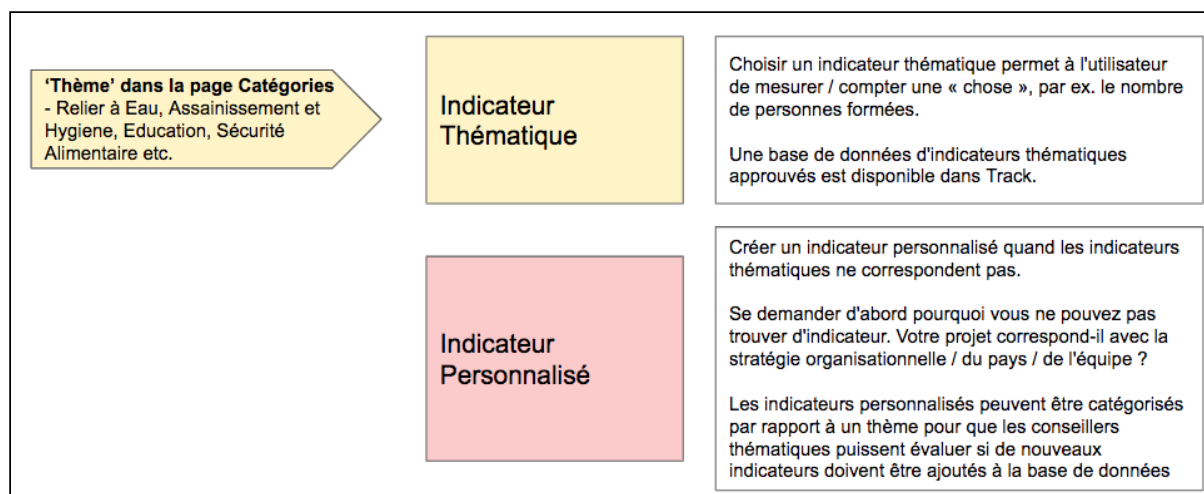 ‘Thème’ dans la page Catégories
- Relier à Eau, Assainissement et
Hygiene, Education, Sécurité
Alimentaire etc.
Indicateur
Thématique
Choisir un indicateur thématique permet à l'utilisateur
de mesurer / compter une « chose », par ex. le nombre
de personnes formées.
Une base de données d'indicateurs thématiques
approuvés est disponible dans Track.
Indicateur
Personnalisé
Créer un indicateur personnalisé quand les indicateurs
thématiques ne correspondent pas.
Se demander d'abord pourquoi vous ne pouvez pas
trouver d'indicateur. Votre projet correspond-il avec la
stratégie organisationnelle / du pays / de l'équipe ?
Les indicateurs personalisés peuvent être catégorisés
par rapport à un thème pour que les conseillers
thématiques puissent évaluer si de nouveaux
indicateurs doivent être ajoutés à la base de données